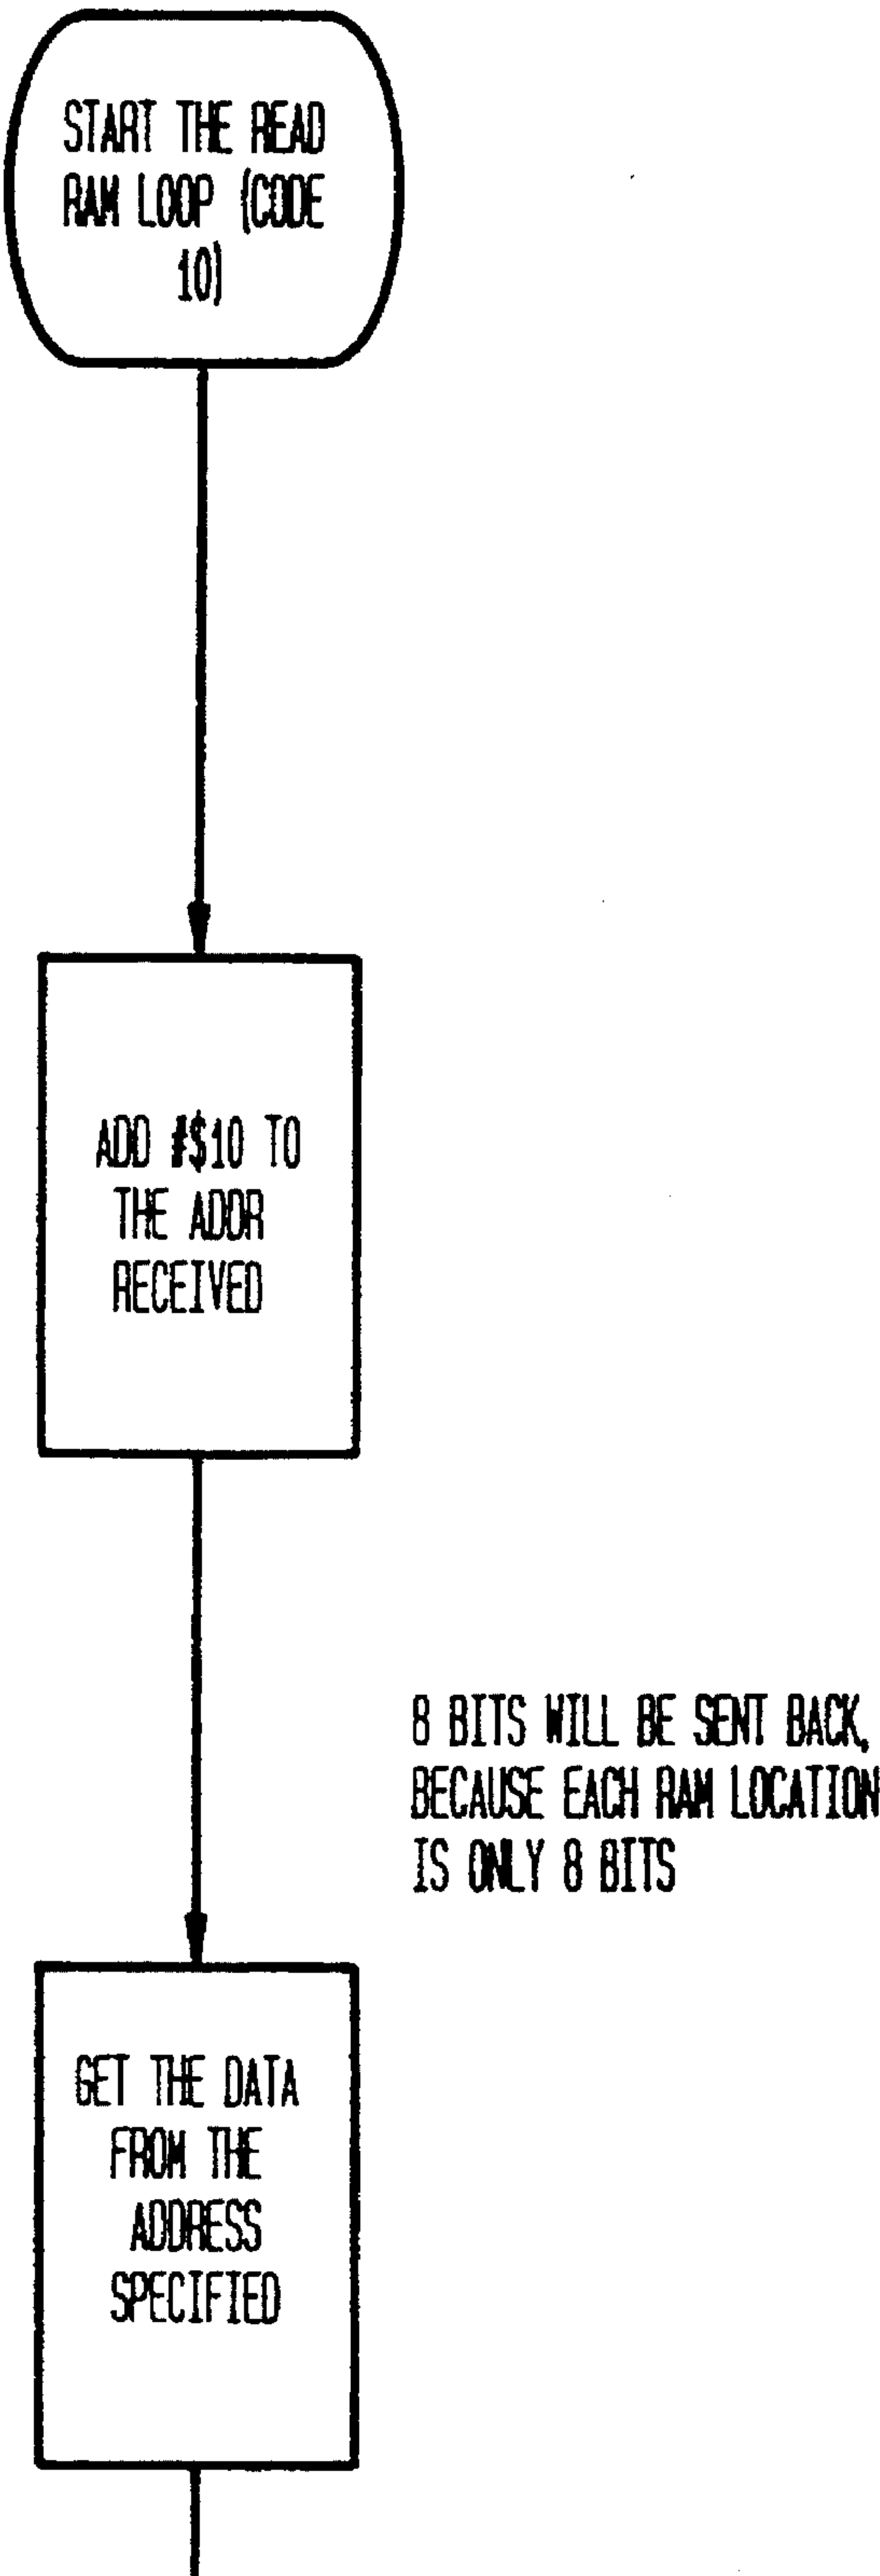 START THE READ
RAM LOOP (CODE
10)
ADD #$10 TO
THE ADDR
RECEIVED
8 BITS WILL BE SENT BACK,
BECAUSE EACH RAM LOCATION
IS ONLY 8 BITS
GET THE DATA
FROM THE
ADDRESS
SPECIFIED